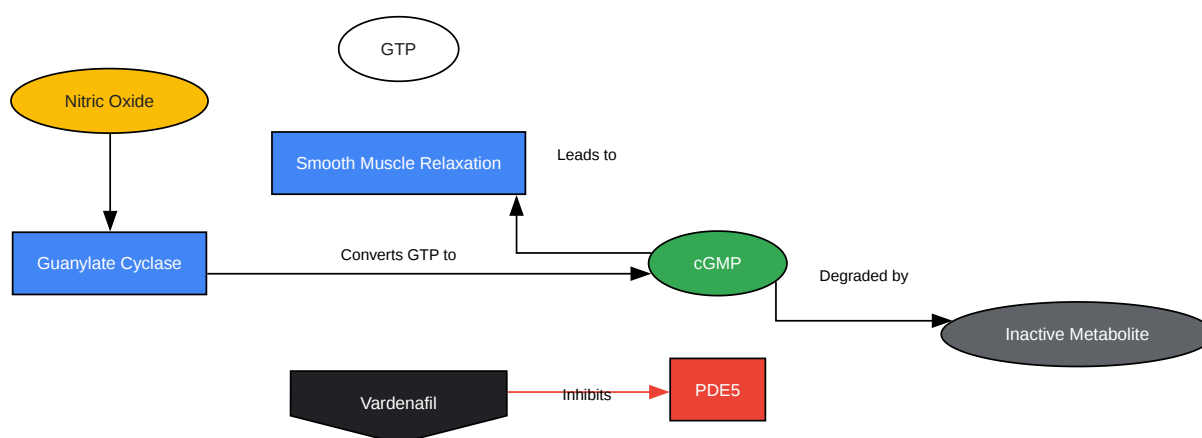 GTP
Nitric Oxide
Smooth Muscle Relaxation
Leads to
Guanylate Cyclase
Converts GTP to
cGMP
Degraded by
Inactive Metabolite
Vardenafil
Inhibits
PDE5